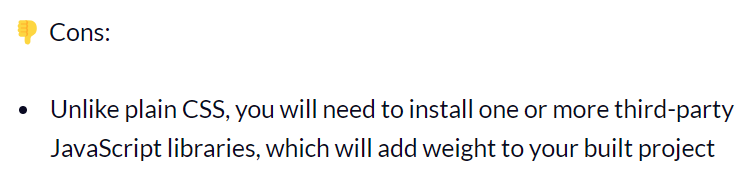 👎 Cons:
• Unlike plain CSS, you will need to install one or more third-party
JavaScript libraries, which will add weight to your built project